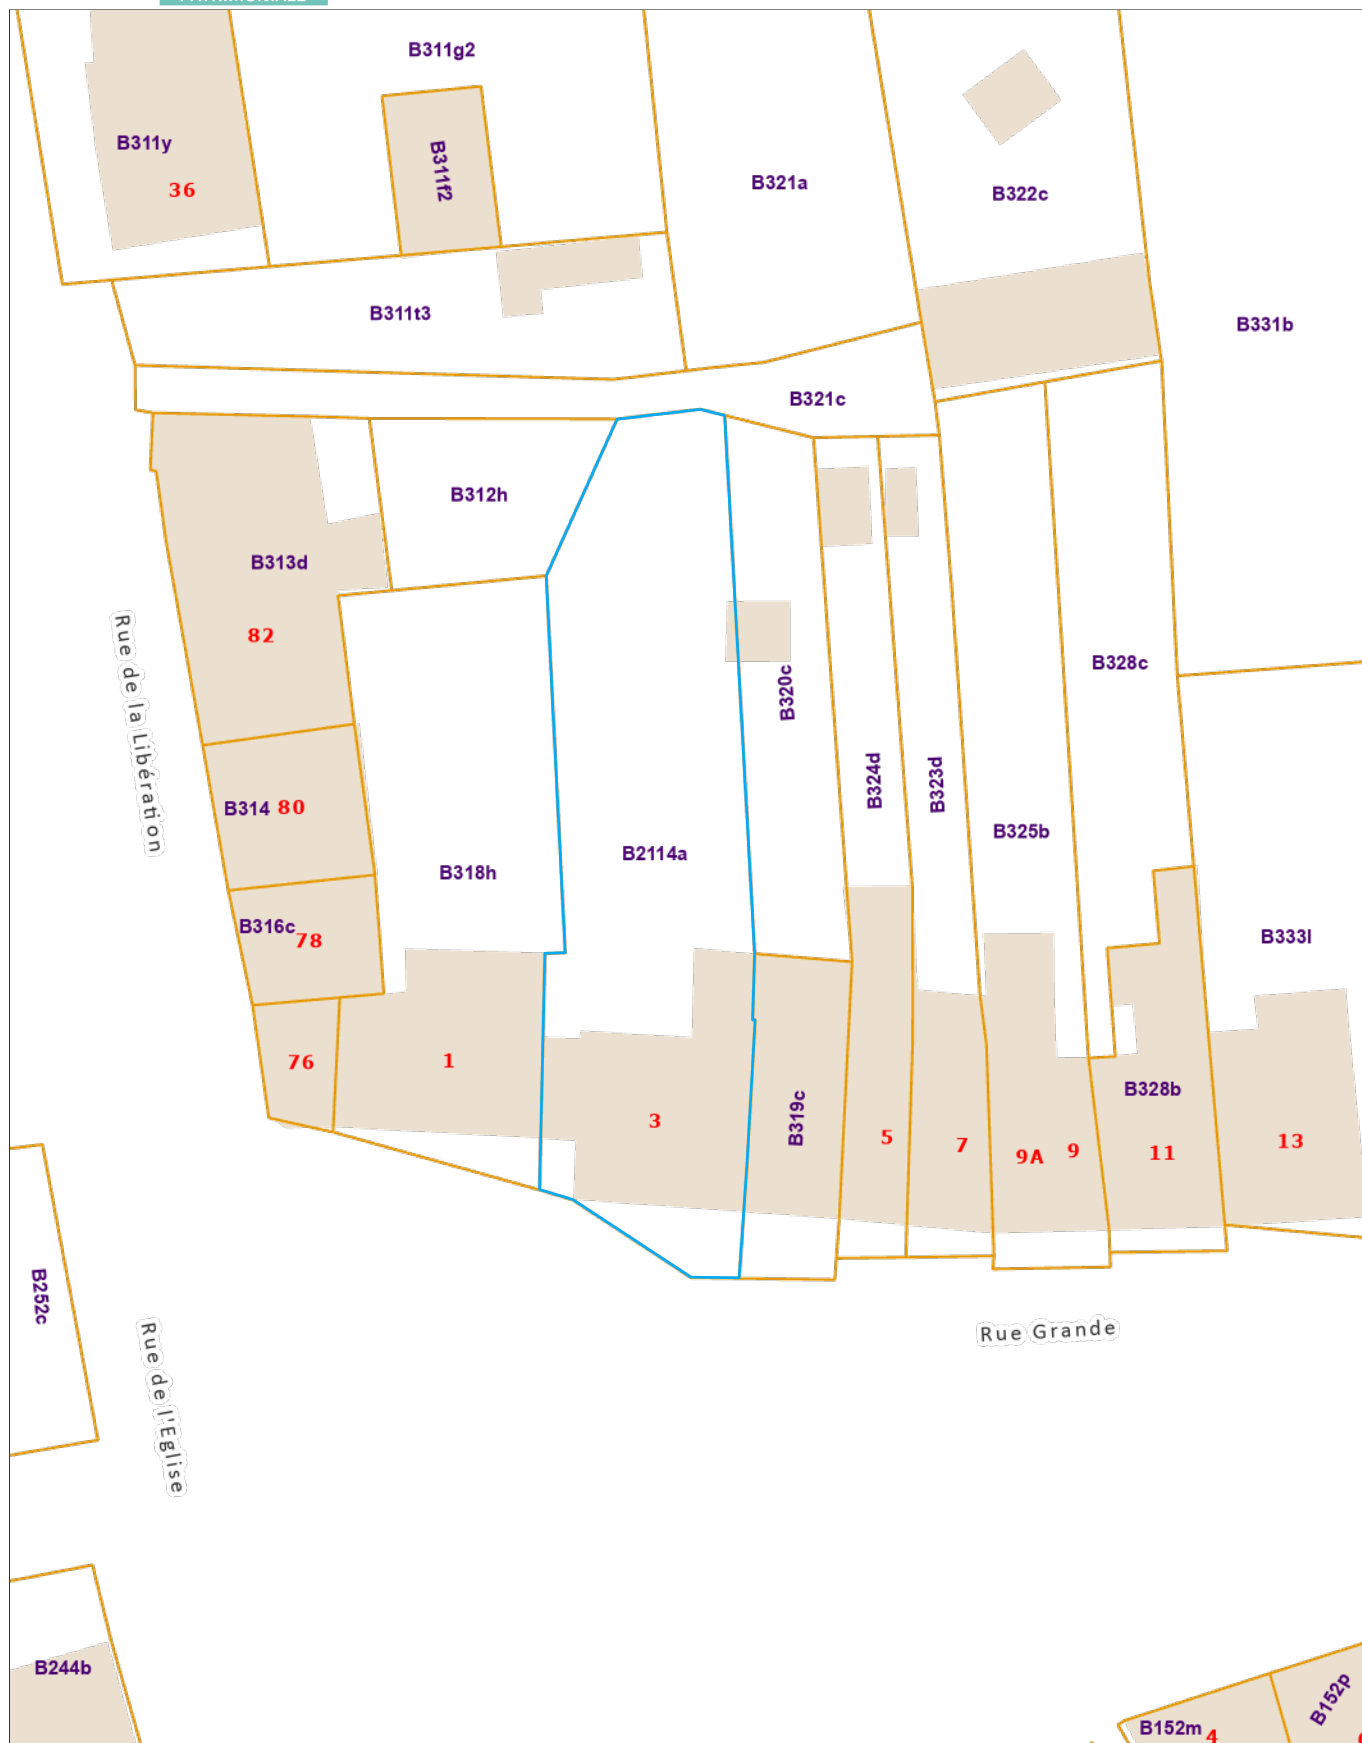 B311g2
B311y
36
B311f2
B321a
B322c
B311t3
B331b
B321c
B312h
B313d
82
Rue de la Libération
B328c
B320c
B324d
B323d
B325b
B314 80
B2114a
B318h
B316c 78
B333l
76
1
3
B319c
5
7
9A
9
B328b
11
13
B252c
Rue de l'Eglise
Rue Grande
B244b
B152m 4
B152p